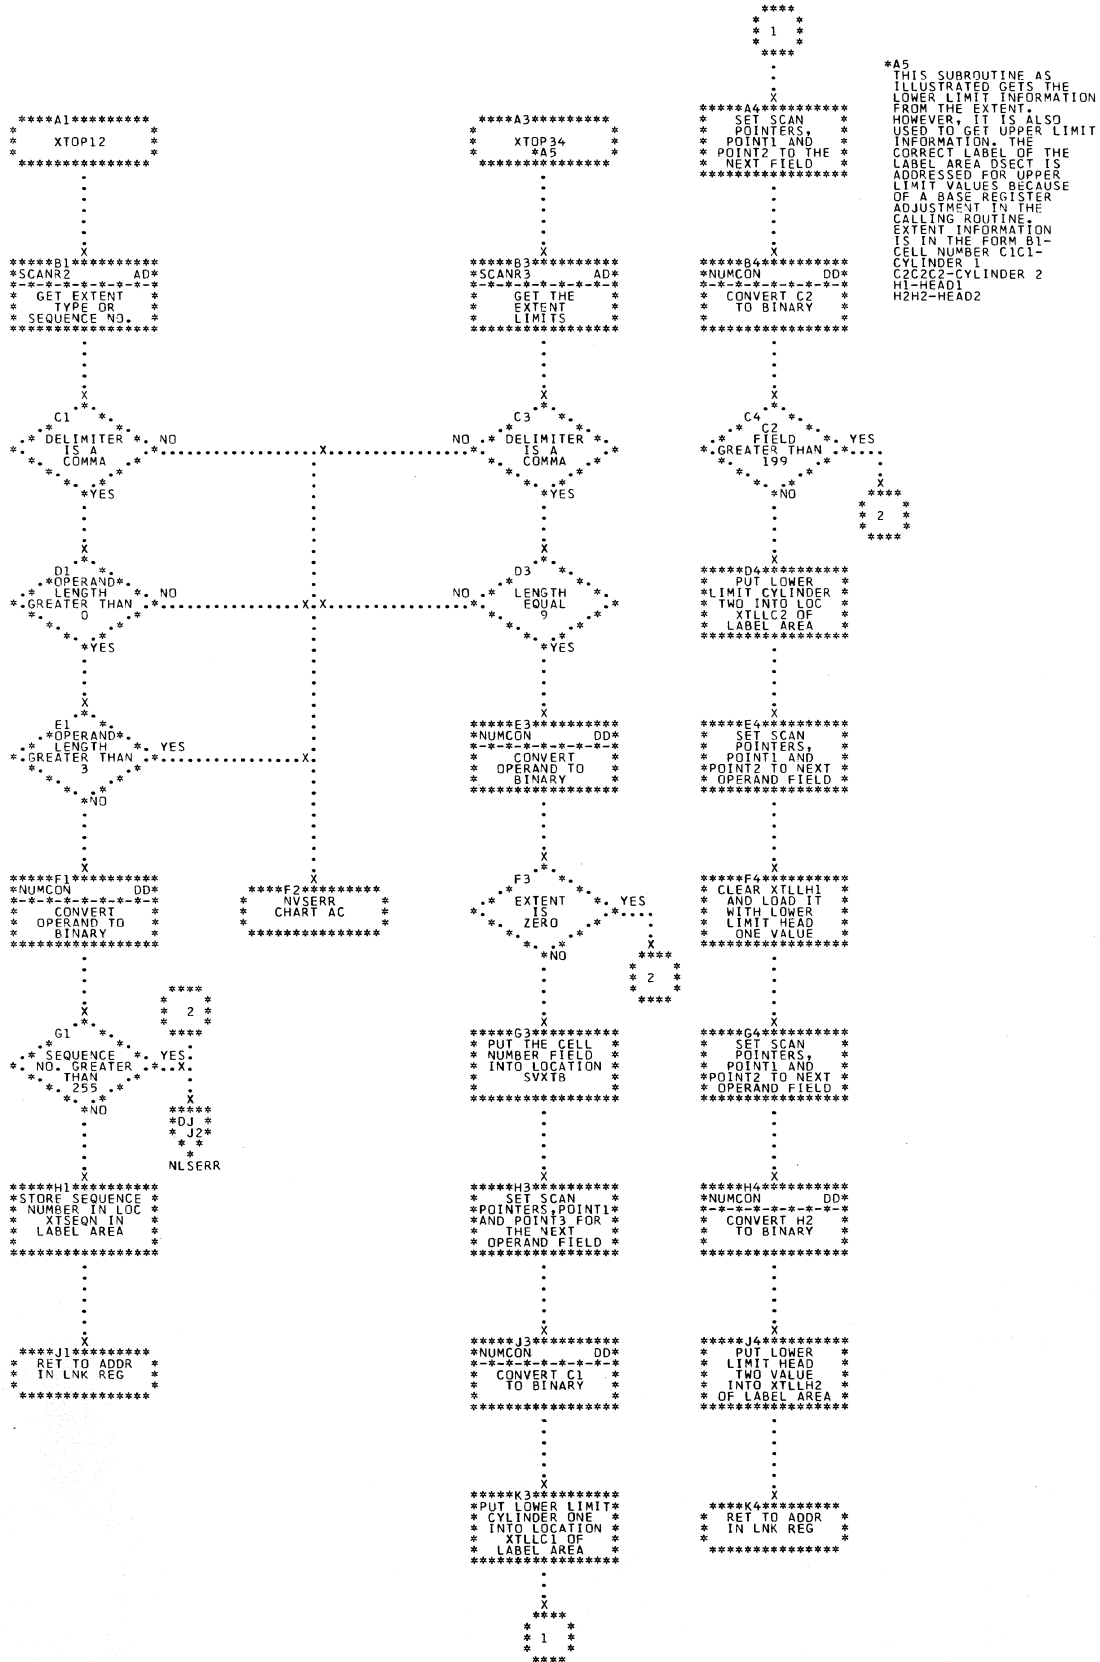 1
*A5
THIS SUBROUTINE AS
ILLUSTRATED GETS THE
LOWER LIMIT INFORMATION
FROM THE EXTENT.
HOWEVER, IT IS ALSO
USED TO GET UPPER LIMIT
INFORMATION. THE
CORRECT LABEL OF THE
LABEL AREA DSECT IS
ADDRESSED FOR UPPER
LIMIT VALUES BECAUSE
OF A BASE REGISTER
ADJUSTMENT IN THE
CALLING ROUTINE.
EXTENT INFORMATION
IS IN THE FORM B1-
CELL NUMBER C1C1-
CYLINDER 1
C2C2C2-CYLINDER 2
H1-HEAD1
H2H2-HEAD2
A1
XTOP12
B1
SCANR2 AD
GET EXTENT
TYPE OR
SEQUENCE NO.
C1
DELIMITER
IS A
COMMA
NO
YES
D1
OPERAND
LENGTH
GREATER THAN
0
NO
YES
E1
OPERAND
LENGTH
GREATER THAN
3
YES
NO
F1
NUMCON DD
CONVERT
OPERAND TO
BINARY
G1
SEQUENCE
NO. GREATER
THAN
255
YES
NO
2
DJ
J2
NLSERR
H1
STORE SEQUENCE
NUMBER IN LOC
XTSEQN IN
LABEL AREA
J1
RET TO ADDR
IN LNK REG
F2
NVSERR
CHART AC
A3
XTOP34
*A5
B3
SCANR3 AD
GET THE
EXTENT
LIMITS
C3
DELIMITER
IS A
COMMA
NO
YES
D3
LENGTH
EQUAL
9
NO
YES
E3
NUMCON DD
CONVERT
OPERAND TO
BINARY
F3
EXTENT
IS
ZERO
YES
NO
2
G3
PUT THE CELL
NUMBER FIELD
INTO LOCATION
SVXTB
H3
SET SCAN
POINTERS,POINT1
AND POINT3 FOR
THE NEXT
OPERAND FIELD
J3
NUMCON DD
CONVERT C1
TO BINARY
K3
PUT LOWER LIMIT
CYLINDER ONE
INTO LOCATION
XTLLC1 OF
LABEL AREA
1
A4
SET SCAN
POINTERS,
POINT1 AND
POINT2 TO THE
NEXT FIELD
B4
NUMCON DD
CONVERT C2
TO BINARY
C4
C2
FIELD
GREATER THAN
199
YES
NO
2
D4
PUT LOWER
LIMIT CYLINDER
TWO INTO LOC
XTLLC2 OF
LABEL AREA
E4
SET SCAN
POINTERS,
POINT1 AND
POINT2 TO NEXT
OPERAND FIELD
F4
CLEAR XTLLH1
AND LOAD IT
WITH LOWER
LIMIT HEAD
ONE VALUE
G4
SET SCAN
POINTERS,
POINT1 AND
POINT2 TO NEXT
OPERAND FIELD
H4
NUMCON DD
CONVERT H2
TO BINARY
J4
PUT LOWER
LIMIT HEAD
TWO VALUE
INTO XTLLH2
OF LABEL AREA
K4
RET TO ADDR
IN LNK REG